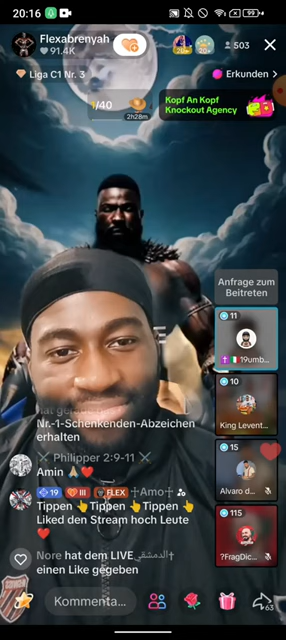 20:16
99
Flexabrenyah
91.4K
503
Liga C1 Nr. 3
Erkunden >
/40
2h28m
Kopf An Kopf
Knockout Agency
Anfrage zum
Beitreten
11
19umb...
10
King Levent...
15
Alvaro d...
115
?FragDic...
Nr.-1-Schenkenden-Abzeichen
erhalten
⚔ Philipper 2:9-11 ⚔
Amin 🙏🏾❤️
19 III FLEX ☩Amo☩
Tippen 👆Tippen 👆Tippen 👆
Liked den Stream hoch Leute
❤️
Nore hat dem LIVE الدمشقي†
einen Like gegeben
Kommenta...
63